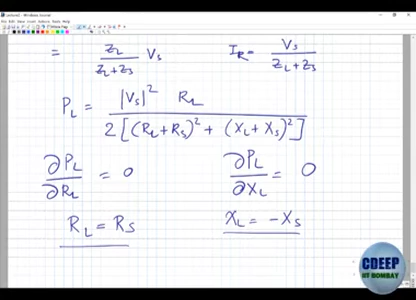 = Z_L / (Z_L + Z_S) V_S    I_R = V_S / (Z_L + Z_S)
P_L = |V_S|² R_L / 2[(R_L + R_S)² + (X_L + X_S)²]
∂P_L / ∂R_L = 0    ∂P_L / ∂X_L = 0
R_L = R_S    X_L = -X_S
CDEEP
IIT BOMBAY